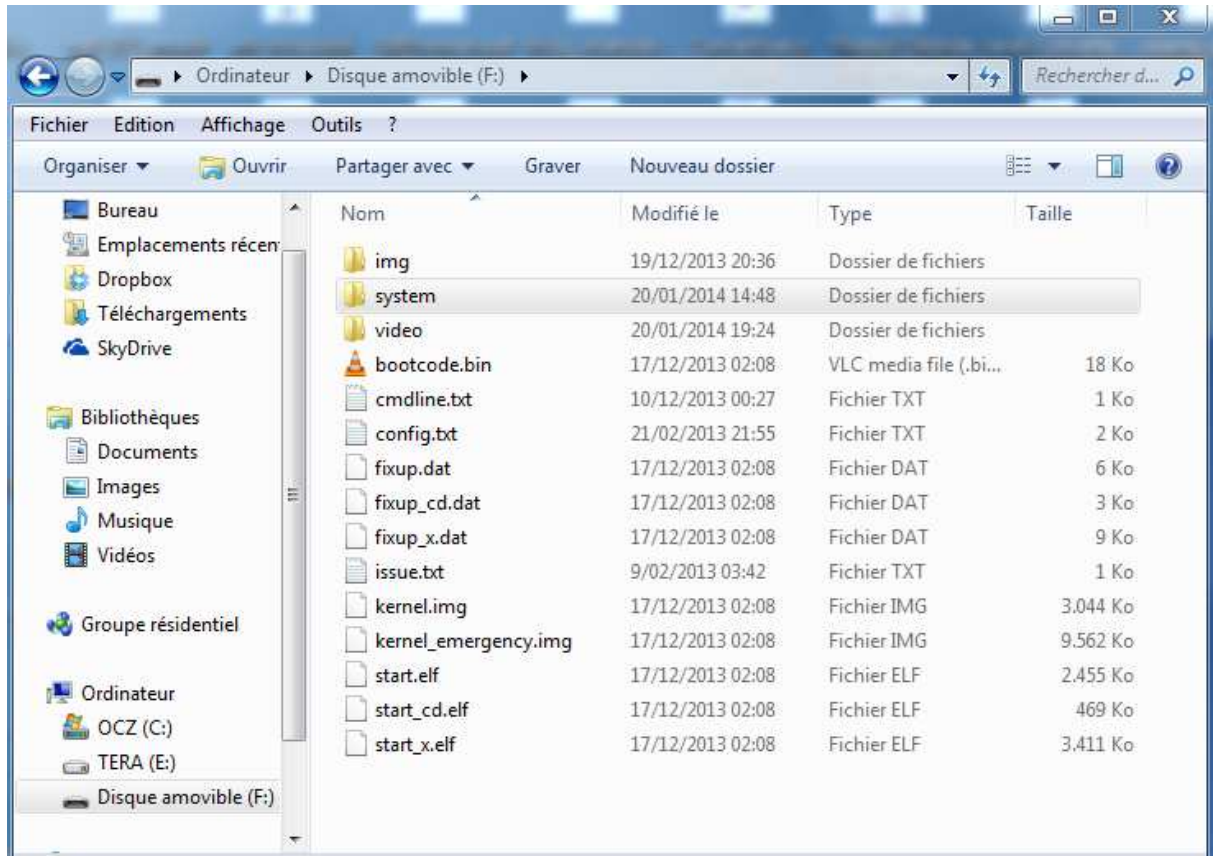 Ordinateur Disque amovible (F:) Rechercher d...
Fichier Edition Affichage Outils ?
Organiser Ouvrir Partager avec Graver Nouveau dossier
Bureau
Emplacements récen
Dropbox
Téléchargements
SkyDrive
Bibliothèques
Documents
Images
Musique
Vidéos
Groupe résidentiel
Ordinateur
OCZ (C:)
TERA (E:)
Disque amovible (F:)
Nom Modifié le Type Taille
img 19/12/2013 20:36 Dossier de fichiers
system 20/01/2014 14:48 Dossier de fichiers
video 20/01/2014 19:24 Dossier de fichiers
bootcode.bin 17/12/2013 02:08 VLC media file (.bi... 18 Ko
cmdline.txt 10/12/2013 00:27 Fichier TXT 1 Ko
config.txt 21/02/2013 21:55 Fichier TXT 2 Ko
fixup.dat 17/12/2013 02:08 Fichier DAT 6 Ko
fixup_cd.dat 17/12/2013 02:08 Fichier DAT 3 Ko
fixup_x.dat 17/12/2013 02:08 Fichier DAT 9 Ko
issue.txt 9/02/2013 03:42 Fichier TXT 1 Ko
kernel.img 17/12/2013 02:08 Fichier IMG 3.044 Ko
kernel_emergency.img 17/12/2013 02:08 Fichier IMG 9.562 Ko
start.elf 17/12/2013 02:08 Fichier ELF 2.455 Ko
start_cd.elf 17/12/2013 02:08 Fichier ELF 469 Ko
start_x.elf 17/12/2013 02:08 Fichier ELF 3.411 Ko